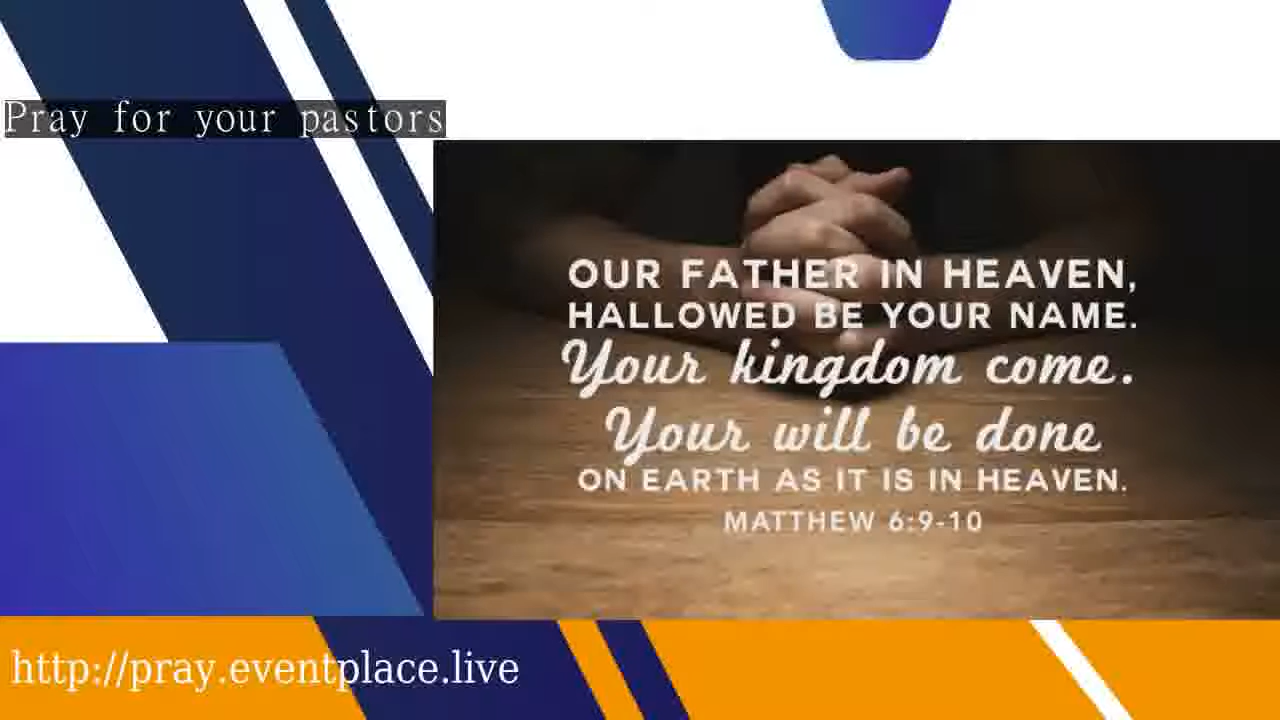 Pray for your pastors
OUR FATHER IN HEAVEN,
HALLOWED BE YOUR NAME.
Your kingdom come.
Your will be done
ON EARTH AS IT IS IN HEAVEN.
MATTHEW 6:9-10
http://pray.eventplace.live